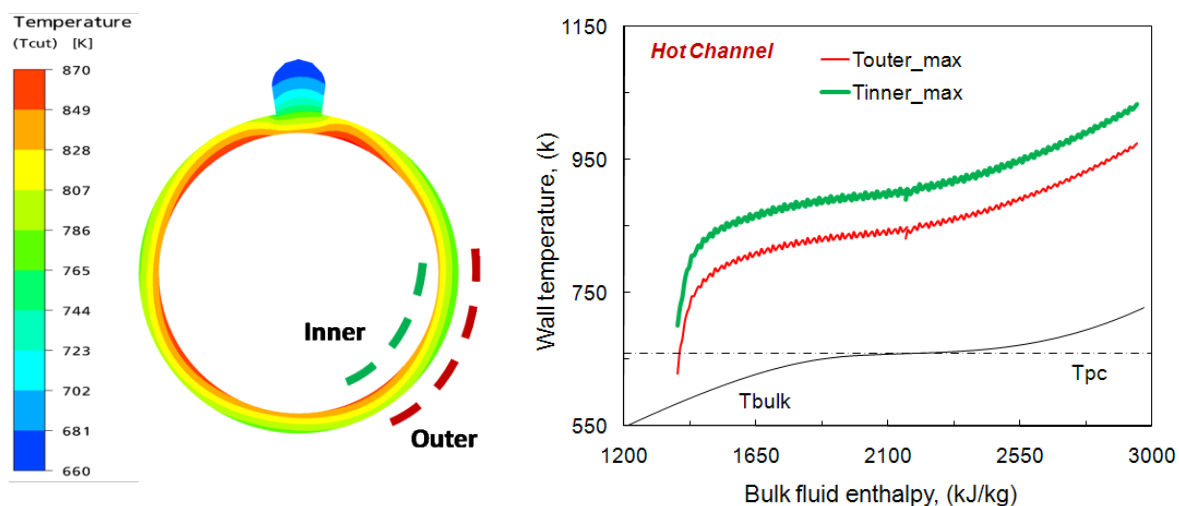 Temperature
(Tcut) [K]
870
849
828
807
786
765
744
723
702
681
660
Inner
Outer
Hot Channel
Touter_max
Tinner_max
Wall temperature, (k)
1150
950
750
550
Tbulk
Tpc
1200 1650 2100 2550 3000
Bulk fluid enthalpy, (kJ/kg)